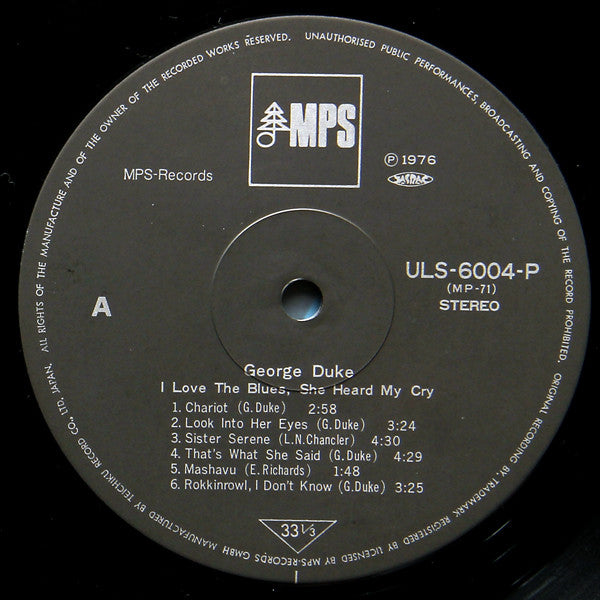 MPS
MPS-Records
Ⓟ 1976
JASRAC
ULS-6004-P
(MP-71)
STEREO
A
George Duke
I Love The Blues, She Heard My Cry
1. Chariot (G.Duke) 2:58
2. Look Into Her Eyes (G.Duke) 3:24
3. Sister Serene (L.N.Chancler) 4:30
4. That's What She Said (G.Duke) 4:29
5. Mashavu (E.Richards) 1:48
6. Rokkinrowl, I Don't Know (G.Duke) 3:25
33 1/3
ALL RIGHTS OF THE MANUFACTURE AND OF THE OWNER OF THE RECORDED WORKS RESERVED. UNAUTHORISED PUBLIC PERFORMANCES, BROADCASTING AND COPYING OF THE RECORD PROHIBITED. ORIGINAL RECORDING BY TRADEMARK REGISTERED BY LICENSED BY MPS-RECORDS GMBH MANUFACTURED BY TEICHIKU RECORD CO., LTD. JAPAN.